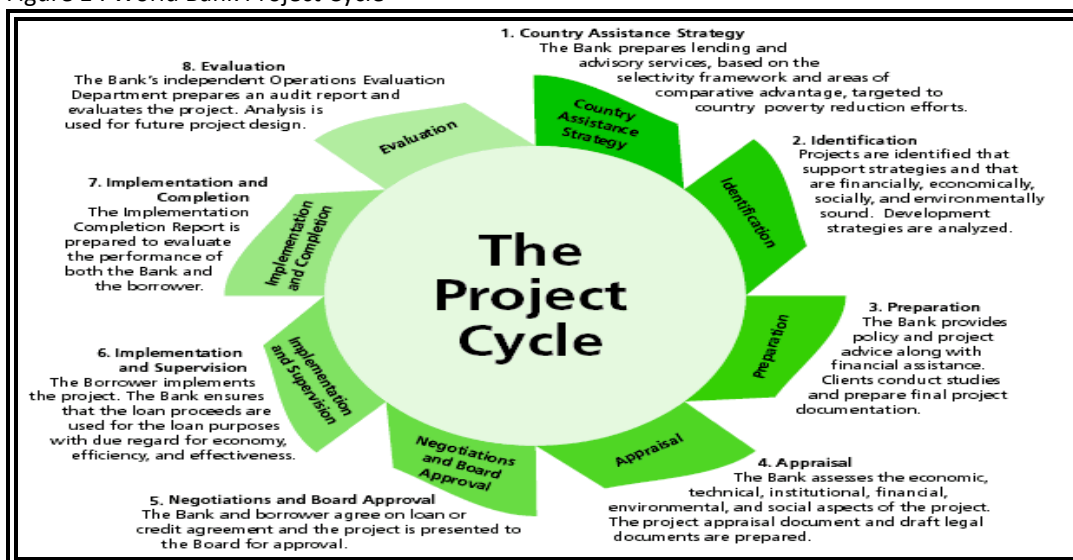 1. Country Assistance Strategy
The Bank prepares lending and
advisory services, based on the
selectivity framework and areas of
comparative advantage, targeted to
country poverty reduction efforts.
2. Identification
Projects are identified that
support strategies and that
are financially, economically,
socially, and environmentally
sound. Development
strategies are analyzed.
3. Preparation
The Bank provides
policy and project
advice along with
financial assistance.
Clients conduct studies
and prepare final project
documentation.
4. Appraisal
The Bank assesses the economic,
technical, institutional, financial,
environmental, and social aspects of the project.
The project appraisal document and draft legal
documents are prepared.
5. Negotiations and Board Approval
The Bank and borrower agree on loan or
credit agreement and the project is presented to
the Board for approval.
6. Implementation
and Supervision
The Borrower implements
the project. The Bank ensures
that the loan proceeds are
used for the loan purposes
with due regard for economy,
efficiency, and effectiveness.
7. Implementation and
Completion
The Implementation
Completion Report is
prepared to evaluate
the performance of
both the Bank and
the borrower.
8. Evaluation
The Bank's independent Operations Evaluation
Department prepares an audit report and
evaluates the project. Analysis is
used for future project design.
Country
Assistance
Strategy
Identification
Preparation
Appraisal
Negotiations
and Board
Approval
Implementation
and Supervision
Implementation
and Completion
Evaluation
The
Project
Cycle